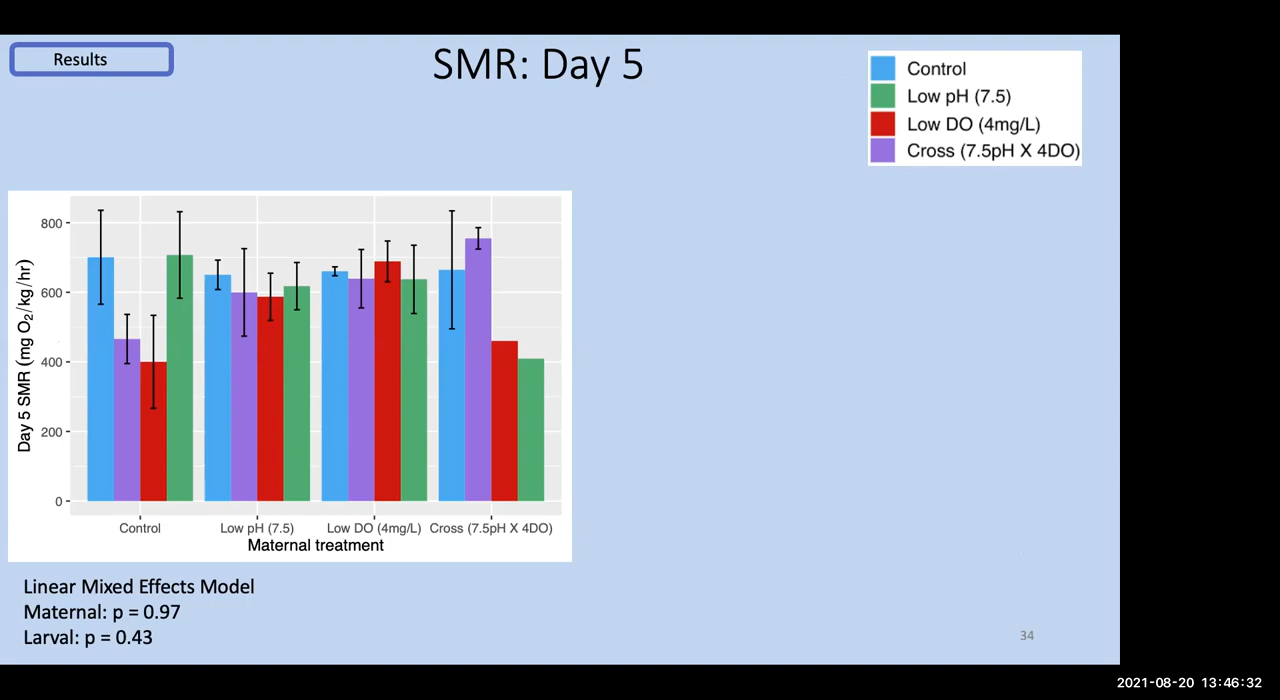 Results
SMR: Day 5
Control
Low pH (7.5)
Low DO (4mg/L)
Cross (7.5pH X 4DO)
800
600
400
200
0
Day 5 SMR (mg O₂/kg/hr)
Control Low pH (7.5) Low DO (4mg/L) Cross (7.5pH X 4DO)
Maternal treatment
Linear Mixed Effects Model
Maternal: p = 0.97
Larval: p = 0.43
34
2021-08-20 13:46:32